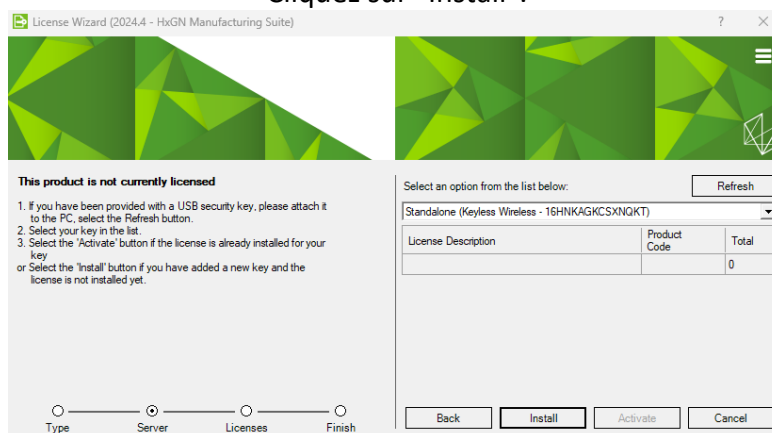 Cliquez sur "Install".
License Wizard (2024.4 - HxGN Manufacturing Suite)
This product is not currently licensed
1. If you have been provided with a USB security key, please attach it
to the PC, select the Refresh button.
2. Select your key in the list.
3. Select the 'Activate' button if the license is already installed for your
key
or Select the 'Install' button if you have added a new key and the
license is not installed yet.
Type Server Licenses Finish
Select an option from the list below: Refresh
Standalone (Keyless Wireless - 16HNKAGKCSXNQKT)
License Description Product Code Total
0
Back Install Activate Cancel